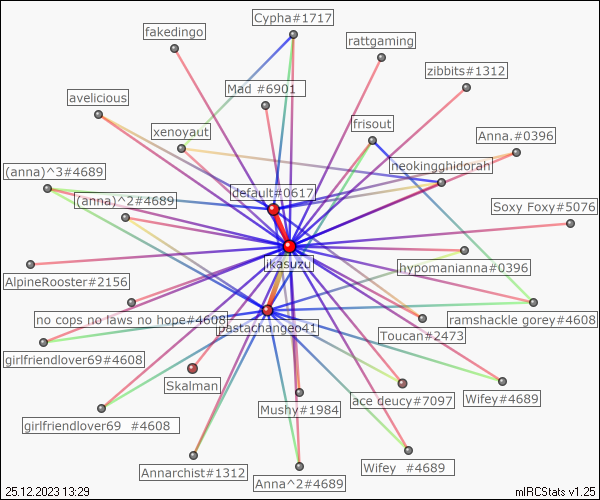 Cypha#1717
fakedingo
rattgaming
zibbits#1312
Mad #6901
avelicious
frisout
xenoyaut
Anna.#0396
neokingghidorah
(anna)^3#4689
default#0617
(anna)^2#4689
Soxy Foxy#5076
ikasuzu
hypomanianna#0396
AlpineRooster#2156
no cops no laws no hope#4608
ramshackle gorey#4608
pastachangeo41
Toucan#2473
girlfriendlover69#4608
Skalman
ace deucy#7097
Wifey#4689
Mushy#1984
girlfriendlover69 #4608
Annarchist#1312
Wifey #4689
Anna^2#4689
25.12.2023 13:29
mIRCStats v1.25